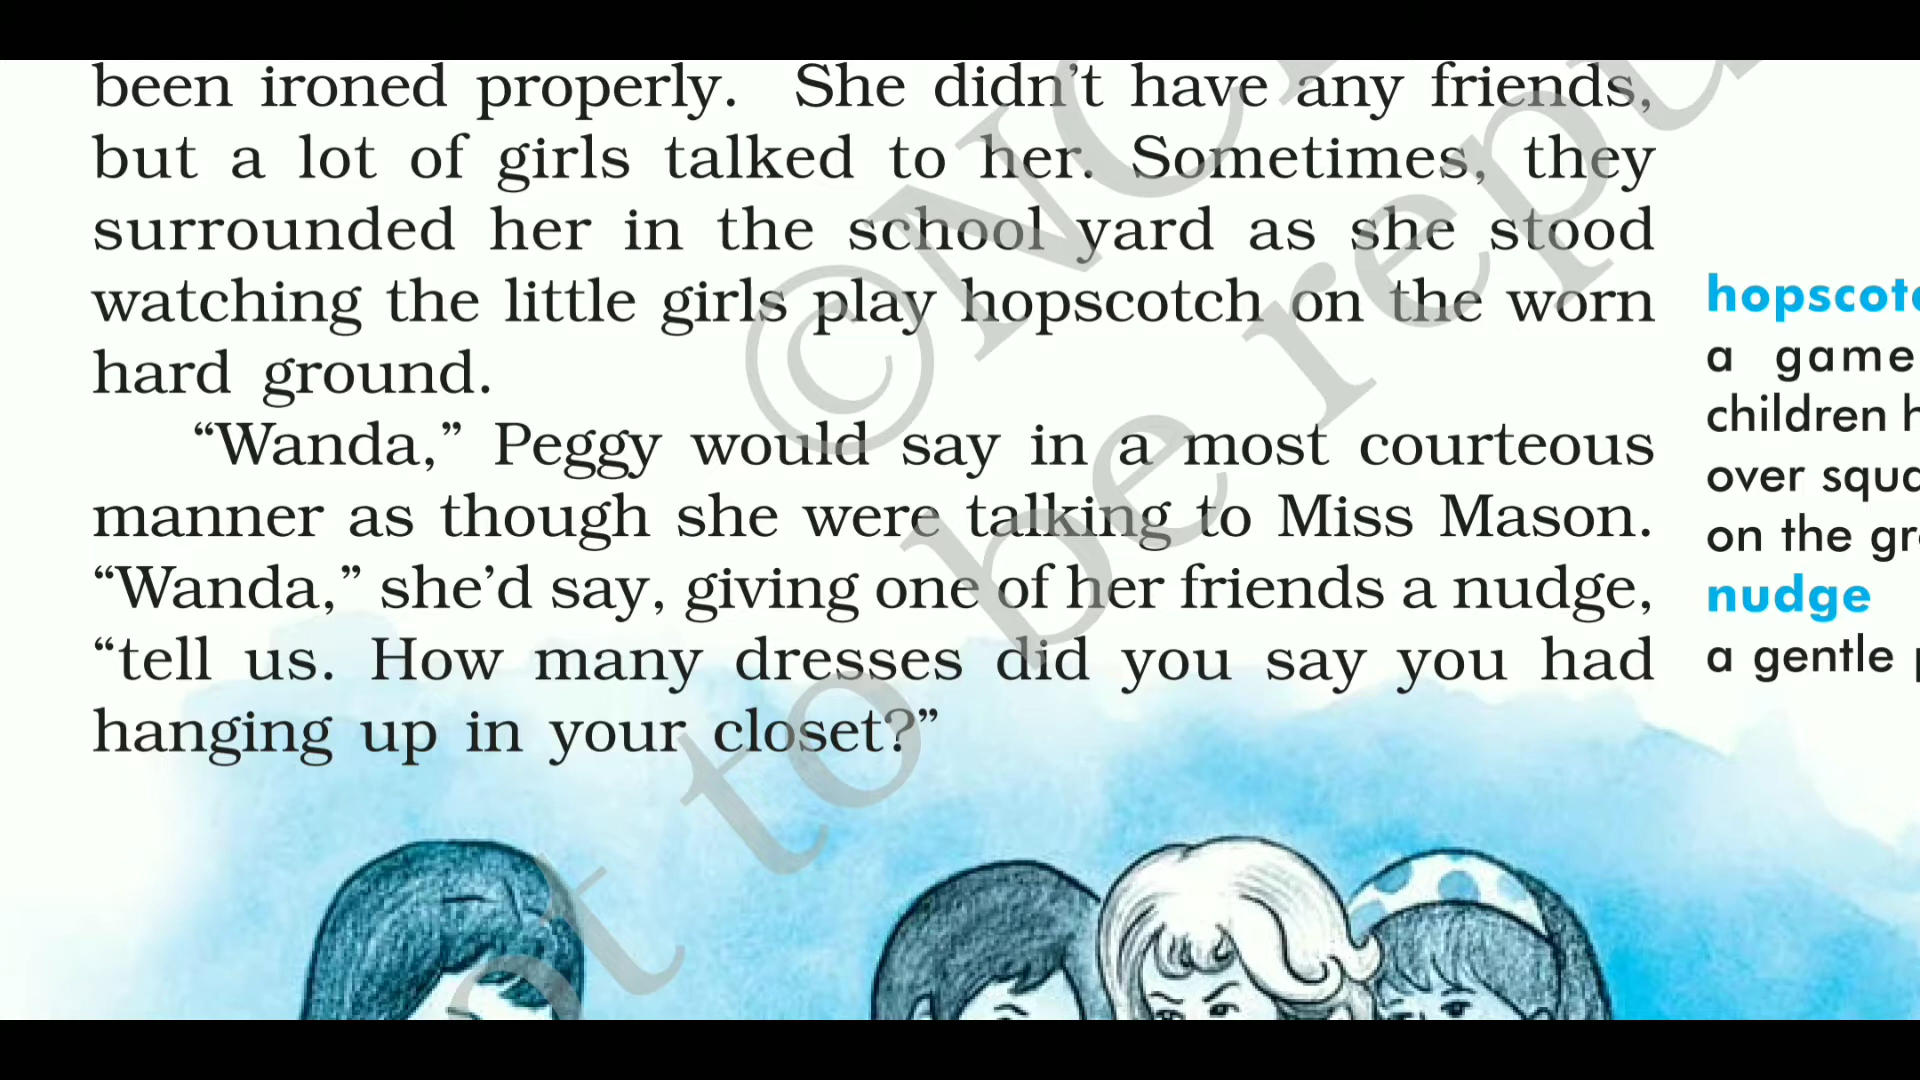 been ironed properly. She didn't have any friends,
but a lot of girls talked to her. Sometimes, they
surrounded her in the school yard as she stood
watching the little girls play hopscotch on the worn
hard ground.
“Wanda,” Peggy would say in a most courteous
manner as though she were talking to Miss Mason.
“Wanda,” she’d say, giving one of her friends a nudge,
“tell us. How many dresses did you say you had
hanging up in your closet?”
a game
children
over
on the
nudge
a gentle
to be